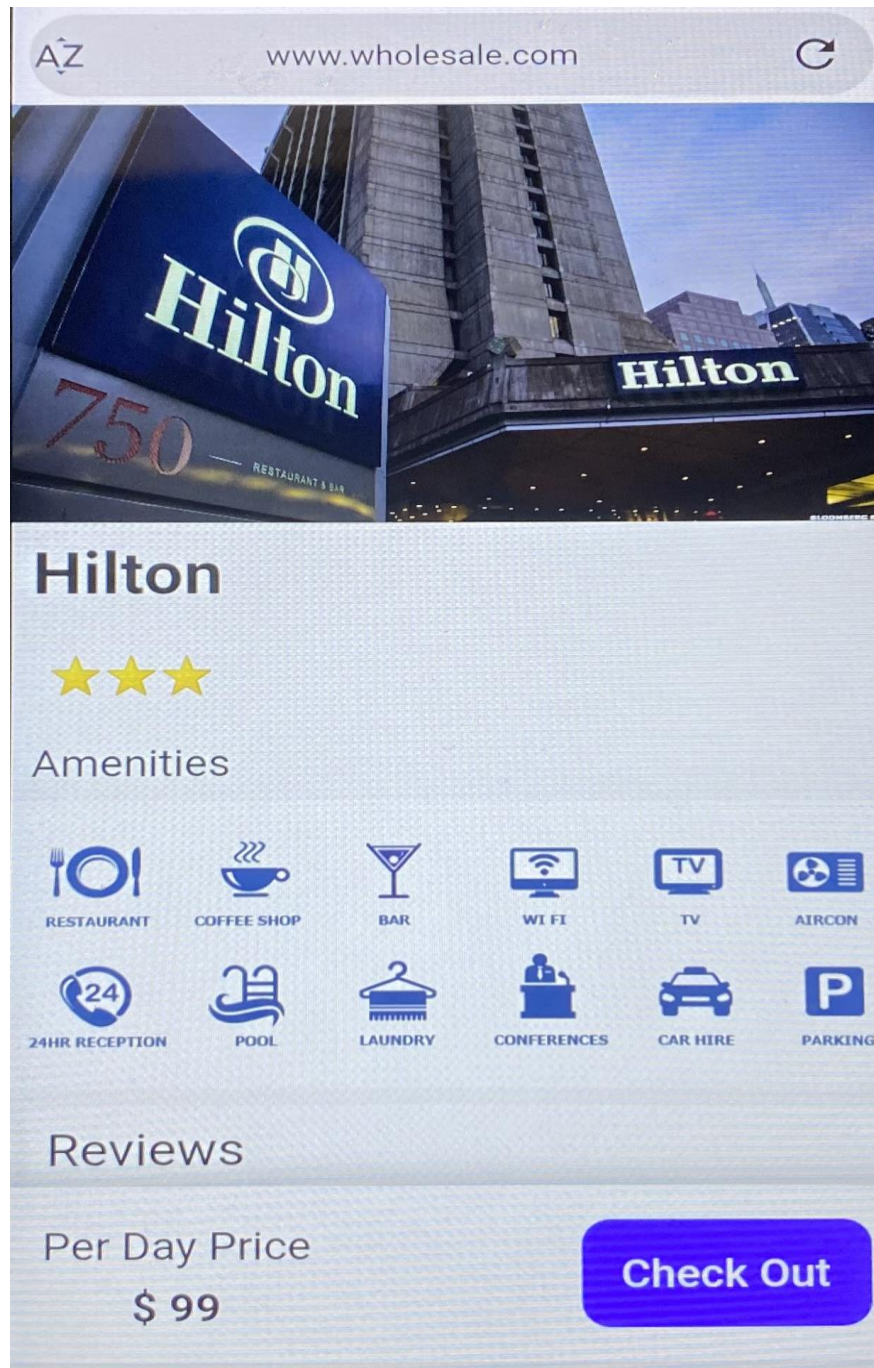 AZ www.wholesale.com
Hilton
750 RESTAURANT & BAR
Hilton
Hilton
Amenities
RESTAURANT COFFEE SHOP BAR WI FI TV TV AIRCON
24 24HR RECEPTION POOL LAUNDRY CONFERENCES CAR HIRE P PARKING
Reviews
Per Day Price
$ 99
Check Out